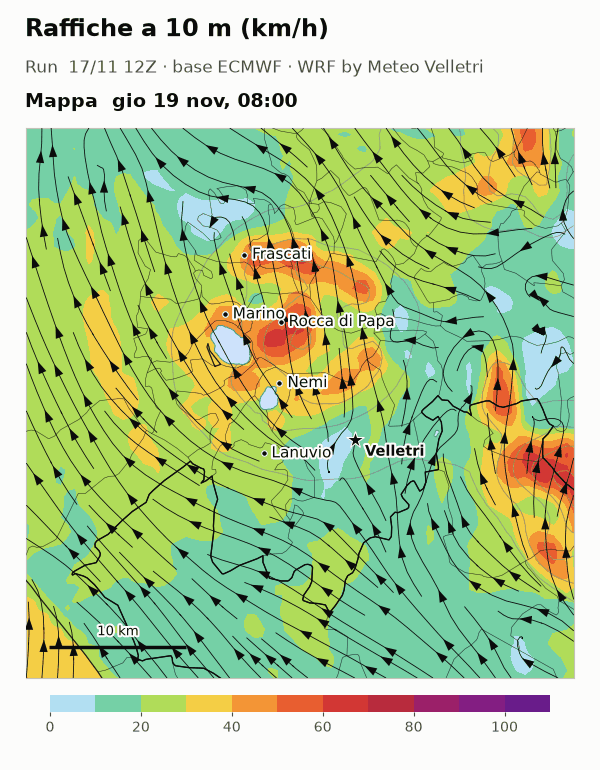 Raffiche a 10 m (km/h)
Run  17/11 12Z · base ECMWF · WRF by Meteo Velletri
Mappa  gio 19 nov, 08:00
Frascati
Marino
Rocca di Papa
Nemi
Velletri
Lanuvio
10 km
0 20 40 60 80 100